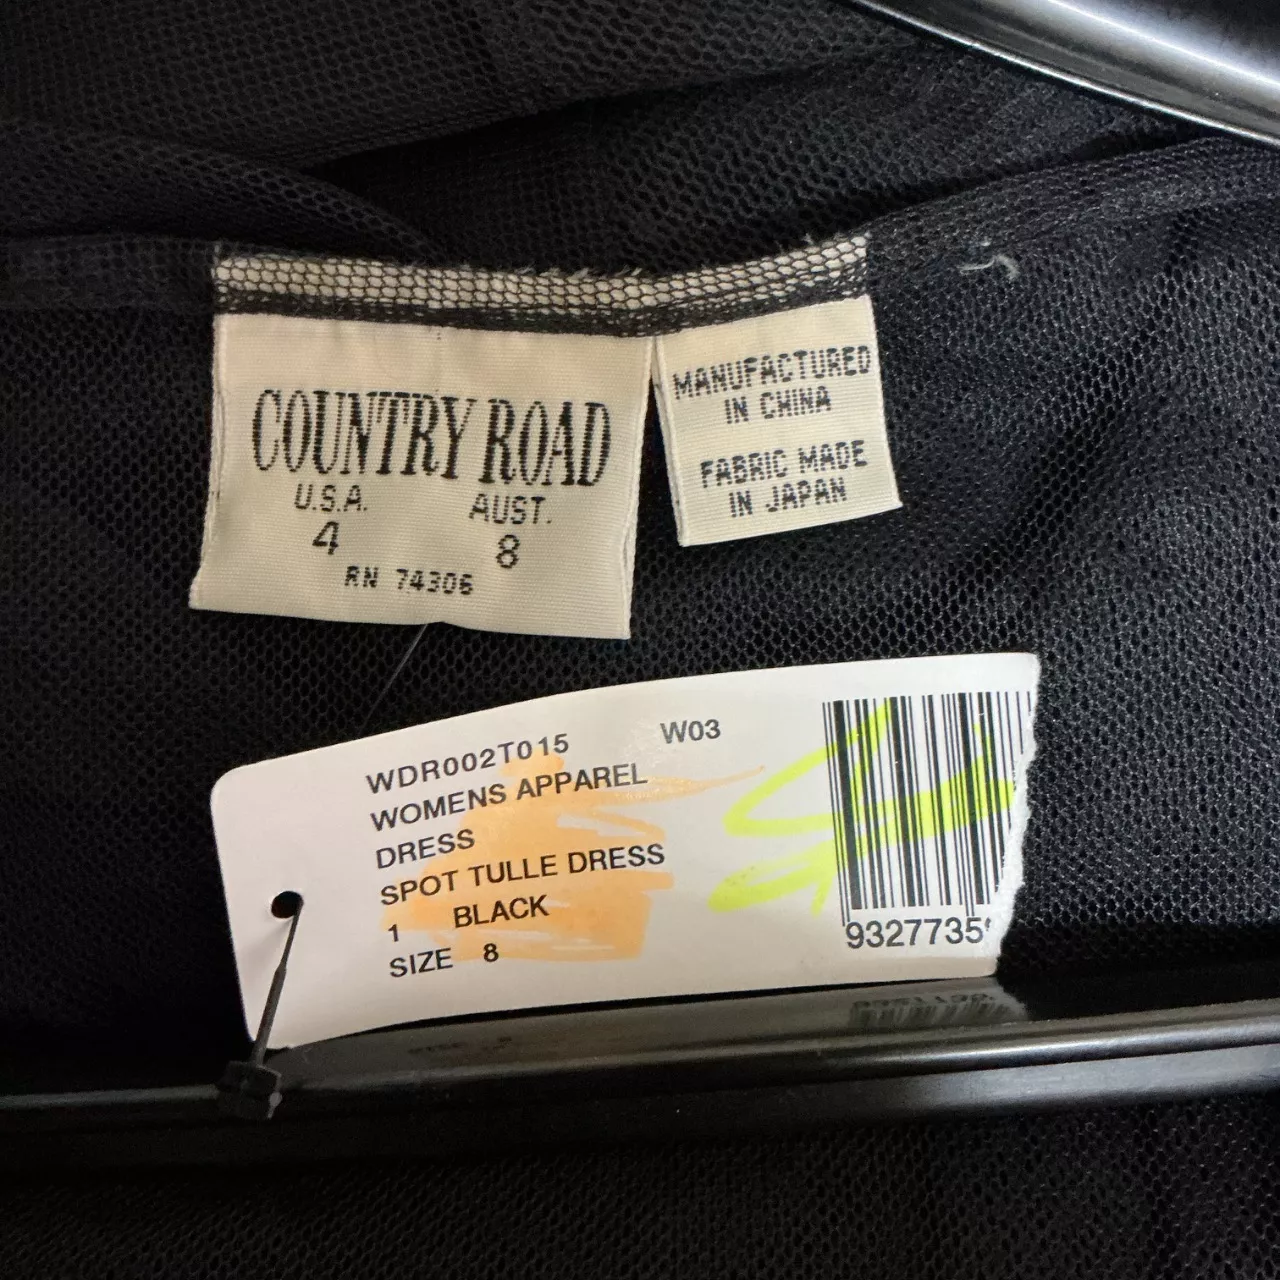 COUNTRY ROAD
U.S.A. AUST.
4 8
RN 74306
MANUFACTURED
IN CHINA
FABRIC MADE
IN JAPAN
WDR002T015 W03
WOMENS APPAREL
DRESS
SPOT TULLE DRESS
1 BLACK
SIZE 8
9327735